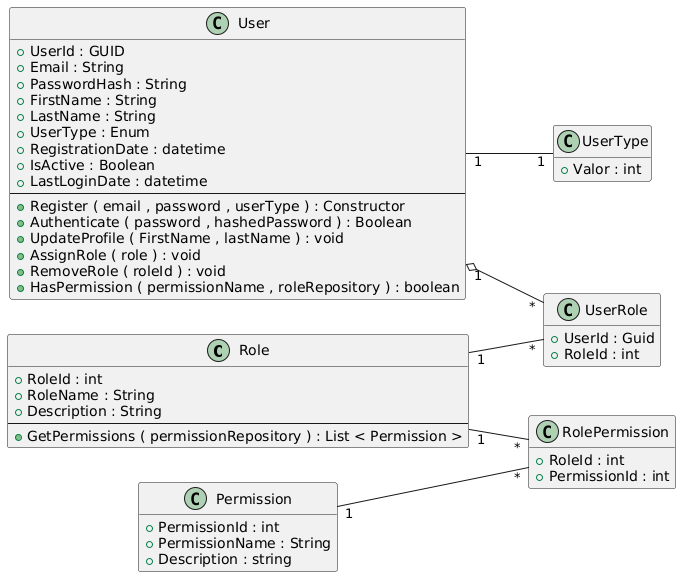 C User
UserId : GUID
Email : String
PasswordHash : String
FirstName : String
LastName : String
UserType : Enum
RegistrationDate : datetime
IsActive : Boolean
LastLoginDate : datetime
Register ( email , password , userType ) : Constructor
Authenticate ( password , hashedPassword ) : Boolean
UpdateProfile ( FirstName , lastName ) : void
AssignRole ( role ) : void
RemoveRole ( roleId ) : void
HasPermission ( permissionName , roleRepository ) : boolean
1 1
C UserType
Valor : int
1 *
C UserRole
UserId : Guid
RoleId : int
C Role
RoleId : int
RoleName : String
Description : String
GetPermissions ( permissionRepository ) : List < Permission >
1 *
1 *
C RolePermission
RoleId : int
PermissionId : int
C Permission
PermissionId : int
PermissionName : String
Description : string
1 *